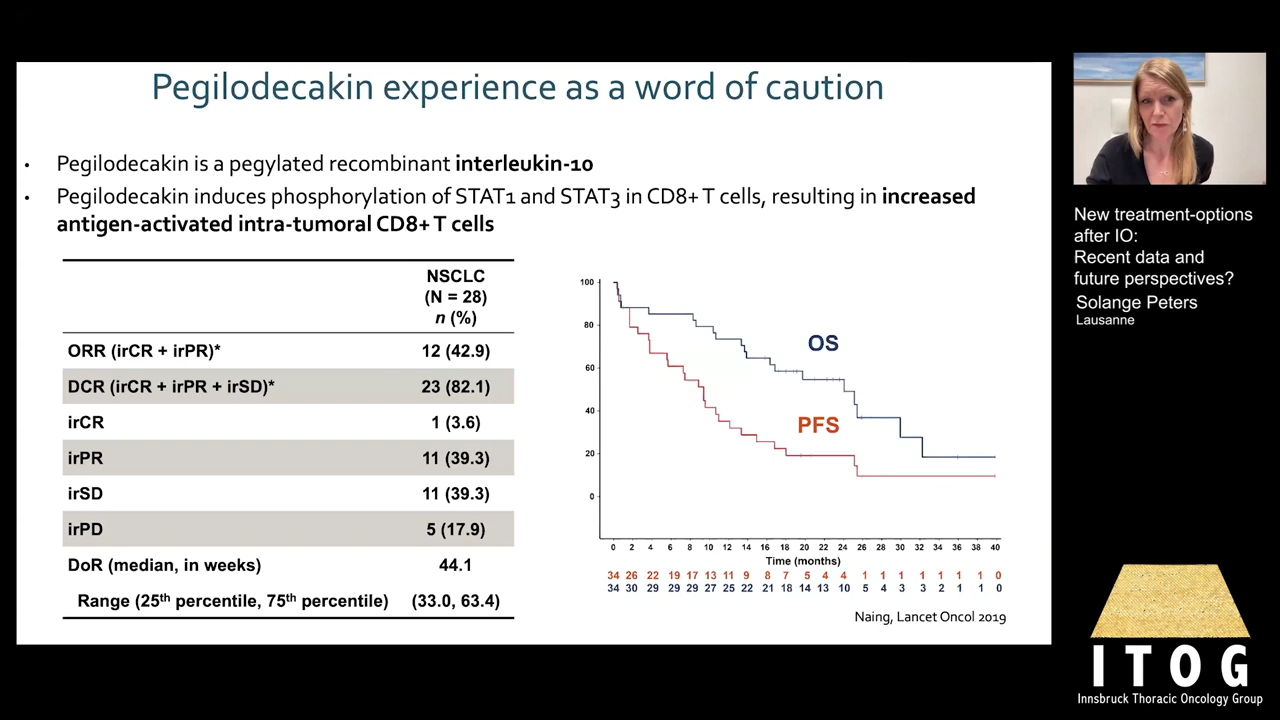 Pegilodecakin experience as a word of caution
• Pegilodecakin is a pegylated recombinant interleukin-10
• Pegilodecakin induces phosphorylation of STAT1 and STAT3 in CD8+ T cells, resulting in increased
antigen-activated intra-tumoral CD8+ T cells
NSCLC
(N = 28)
n (%)
ORR (irCR + irPR)* 12 (42.9)
DCR (irCR + irPR + irSD)* 23 (82.1)
irCR 1 (3.6)
irPR 11 (39.3)
irSD 11 (39.3)
irPD 5 (17.9)
DoR (median, in weeks) 44.1
Range (25th percentile, 75th percentile) (33.0, 63.4)
100
80
60
40
20
0
OS
PFS
0 2 4 6 8 10 12 14 16 18 20 22 24 26 28 30 32 34 36 38 40
Time (months)
34 26 22 19 17 13 11 9 8 7 5 4 4 1 1 1 1 1 1 1 0
34 30 29 29 29 27 25 22 21 18 14 13 10 5 4 3 3 2 1 1 0
Naing, Lancet Oncol 2019
New treatment-options
after IO:
Recent data and
future perspectives?
Solange Peters
Lausanne
ITOG
Innsbruck Thoracic Oncology Group